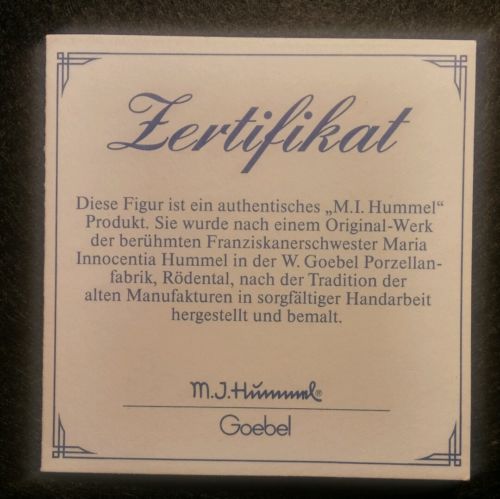 Zertifikat
Diese Figur ist ein authentisches „M.I. Hummel“
Produkt. Sie wurde nach einem Original-Werk
der berühmten Franziskanerschwester Maria
Innocentia Hummel in der W. Goebel Porzellan-
fabrik, Rödental, nach der Tradition der
alten Manufakturen in sorgfältiger Handarbeit
hergestellt und bemalt.
M.J.Hummel®
Goebel